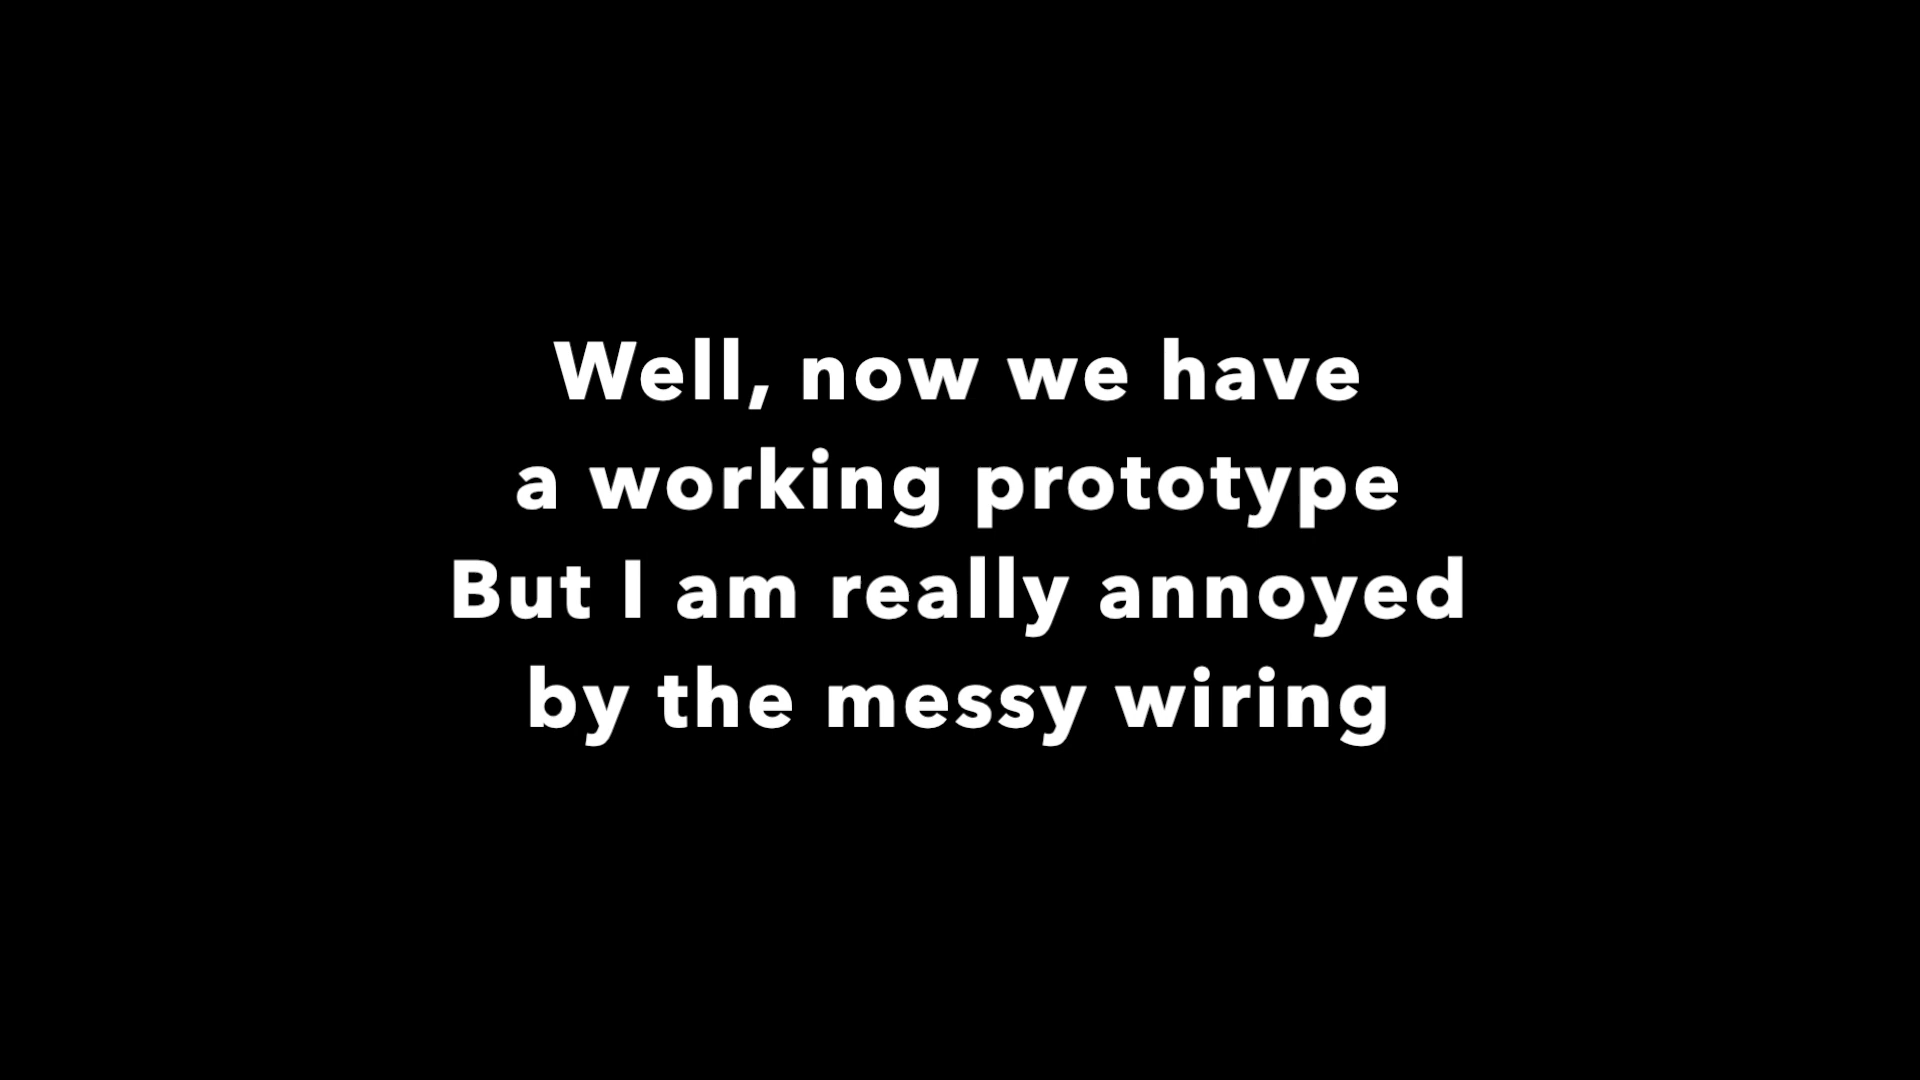 Well, now we have
a working prototype
But I am really annoyed
by the messy wiring